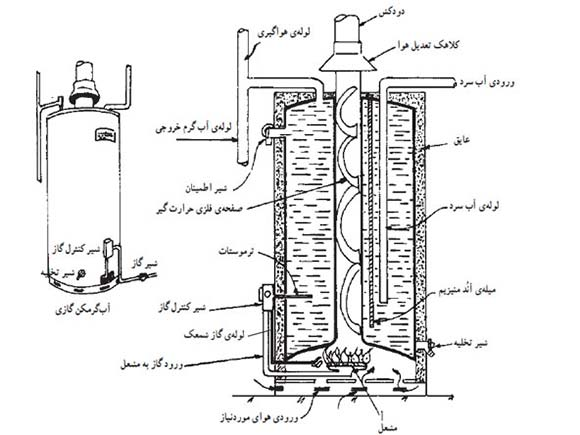 دودکش
لوله‌ی هواگیری
کلاهک تعدیل هوا
ورودی آب سرد
عایق
لوله‌ی آب گرم خروجی
شیر اطمینان
صفحه‌ی فلزی حرارت گیر
لوله‌ی آب سرد
ترموستات
میله‌ی آنُد منیزیم
شیر کنترل گاز
لوله‌ی گاز شمعک
شیر تخلیه
ورود گاز به مشعل
ورودی هوای موردنیاز
مشعل
شیر کنترل گاز
شیر تخلیه
شیر گاز
آب‌گرمکن گازی